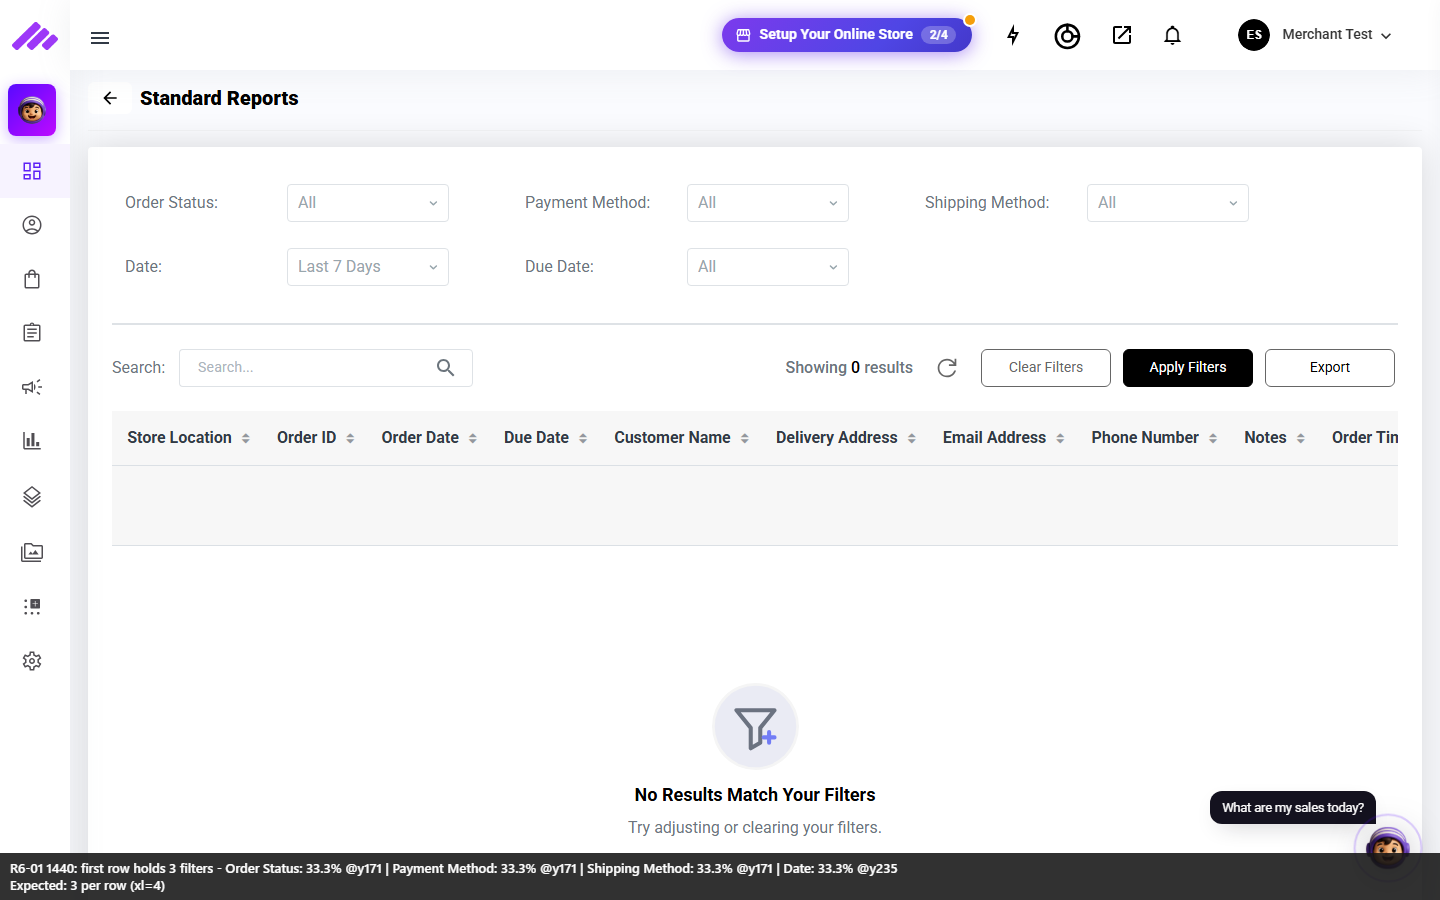 Setup Your Online Store 2/4
ES Merchant Test
Standard Reports
Order Status: All Payment Method: All Shipping Method: All
Date: Last 7 Days Due Date: All
Search: Search... Showing 0 results Clear Filters Apply Filters Export
Store Location Order ID Order Date Due Date Customer Name Delivery Address Email Address Phone Number Notes Order Tin
No Results Match Your Filters
Try adjusting or clearing your filters.
What are my sales today?
R6-01 1440: first row holds 3 filters - Order Status: 33.3% @y171 | Payment Method: 33.3% @y171 | Shipping Method: 33.3% @y171 | Date: 33.3% @y235
Expected: 3 per row (xl=4)